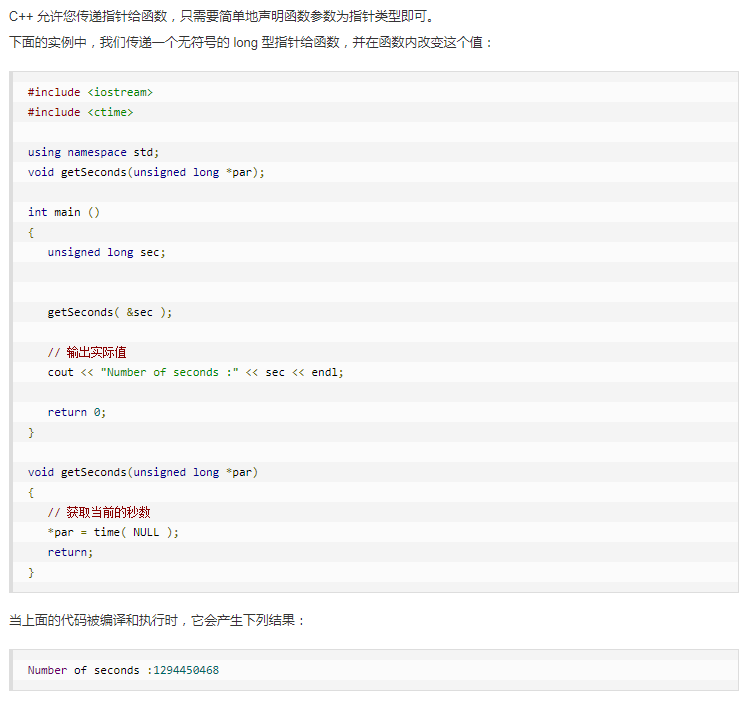 C++ 允许您传递指针给函数，只需要简单地声明函数参数为指针类型即可。
下面的实例中，我们传递一个无符号的 long 型指针给函数，并在函数内改变这个值：
#include <iostream>
#include <ctime>
using namespace std;
void getSeconds(unsigned long *par);
int main ()
{
   unsigned long sec;
   getSeconds( &sec );
   // 输出实际值
   cout << "Number of seconds :" << sec << endl;
   return 0;
}
void getSeconds(unsigned long *par)
{
   // 获取当前的秒数
   *par = time( NULL );
   return;
}
当上面的代码被编译和执行时，它会产生下列结果：
Number of seconds :1294450468